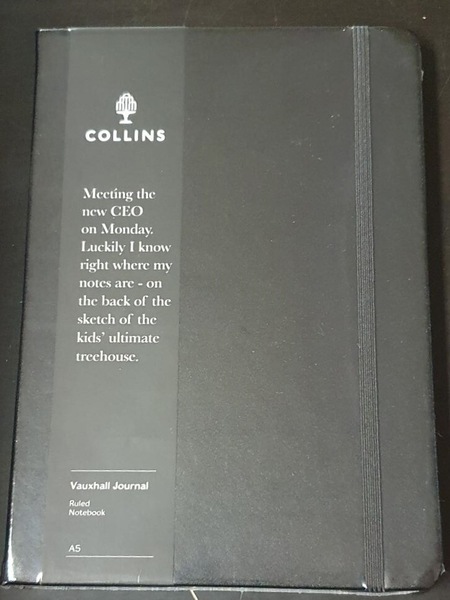 COLLINS
Meeting the
new CEO
on Monday.
Luckily I know
right where my
notes are - on
the back of the
sketch of the
kids' ultimate
treehouse.
Vauxhall Journal
Ruled
Notebook
A5